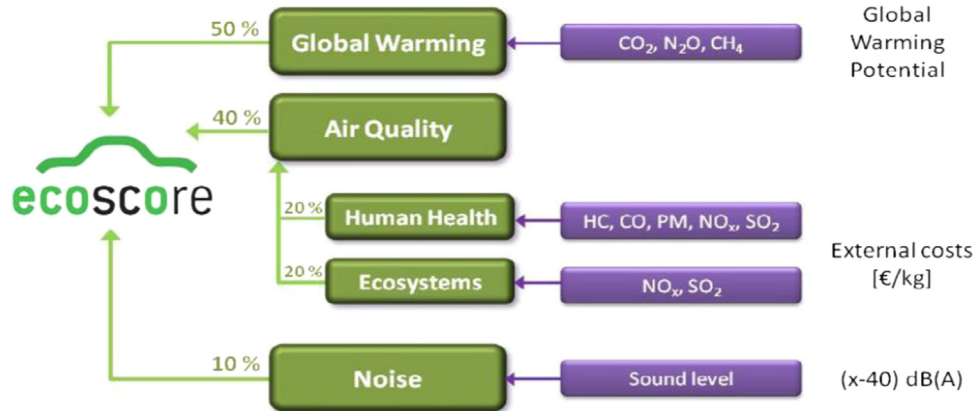 50 %
Global Warming
CO₂, N₂O, CH₄
Global
Warming
Potential
40 %
Air Quality
ecoscore
20 %
Human Health
HC, CO, PM, NOₓ, SO₂
20 %
Ecosystems
NOₓ, SO₂
External costs
[€/kg]
10 %
Noise
Sound level
(x-40) dB(A)